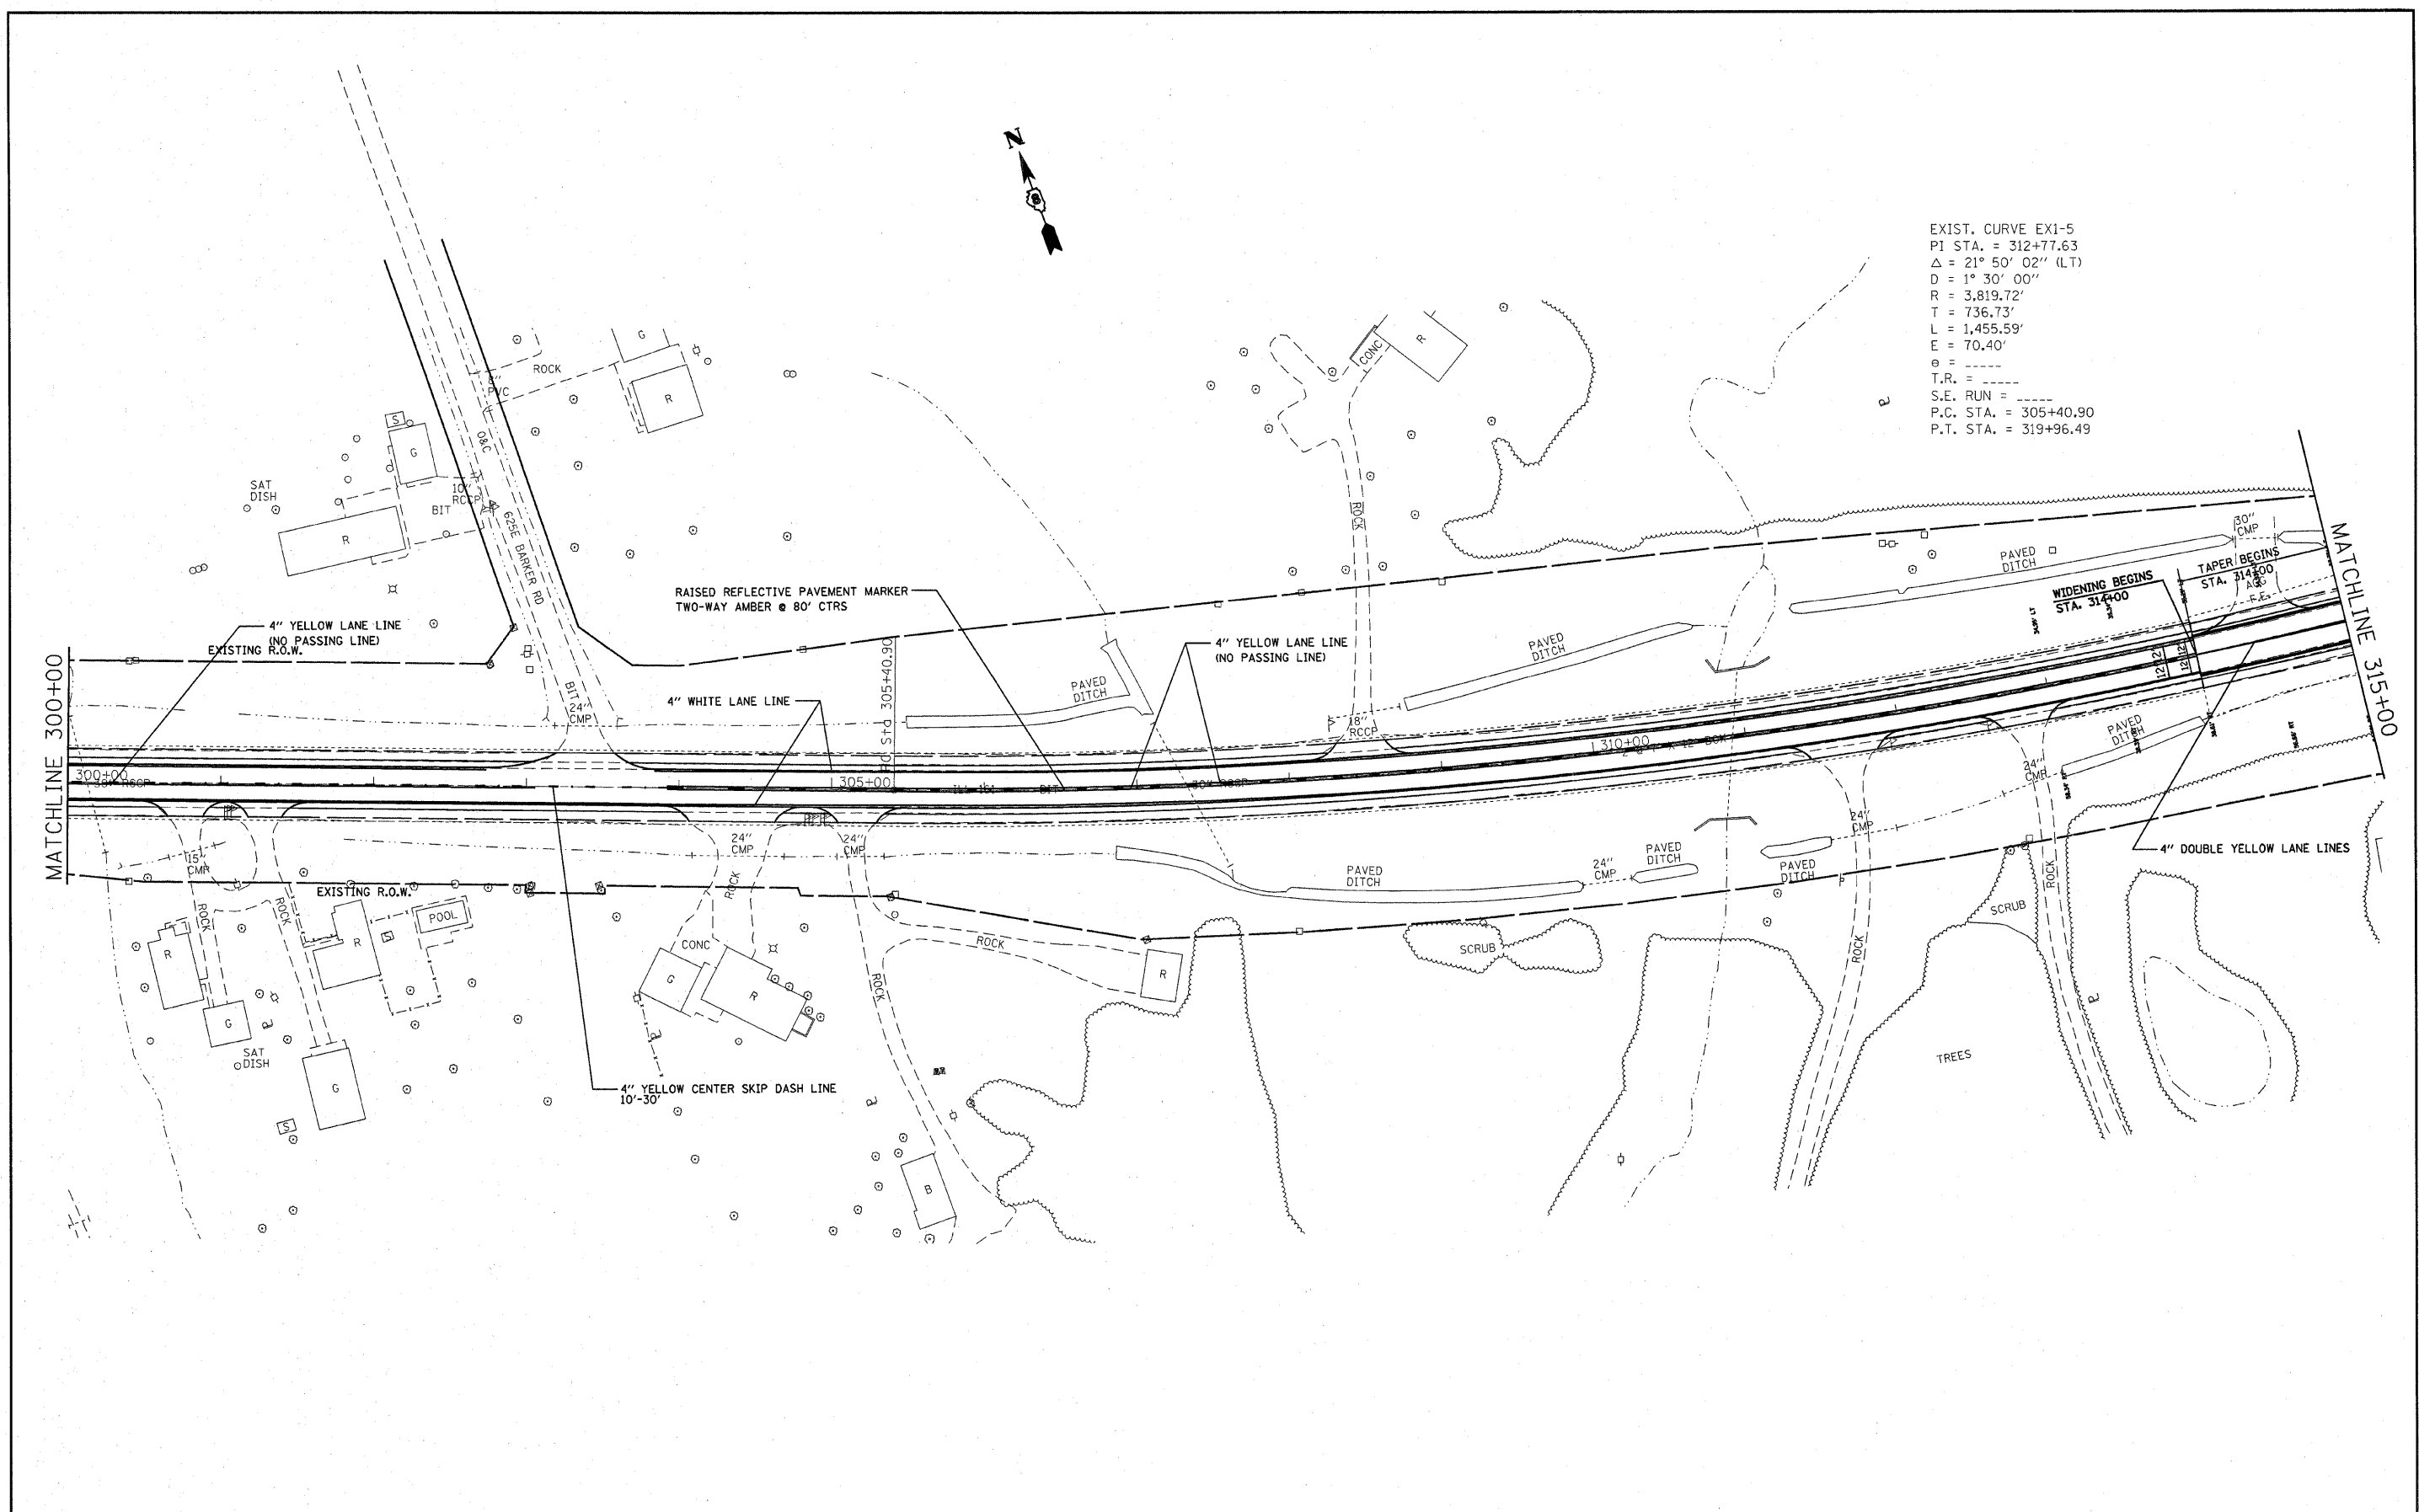 N
EXIST. CURVE EX1-5
PI STA. = 312+77.63
Δ = 21° 50' 02" (LT)
D = 1° 30' 00"
R = 3,819.72'
T = 736.73'
L = 1,455.59'
E = 70.40'
e = _____
T.R. = _____
S.E. RUN = _____
P.C. STA. = 305+40.90
P.T. STA. = 319+96.49
G
ROCK
PVC
R
S
O&C
G
CONC
R
SAT
DISH
10"
RCCP
BIT
R
625E BARKER RD
ROCK
30"
CMP
PAVED
DITCH
TAPER BEGINS
STA. 314+00
AGG
F.E.
WIDENING BEGINS
STA. 314+00
MATCHLINE 315+00
RAISED REFLECTIVE PAVEMENT MARKER
TWO-WAY AMBER @ 80' CTRS
4" YELLOW LANE LINE
(NO PASSING LINE)
EXISTING R.O.W.
4" YELLOW LANE LINE
(NO PASSING LINE)
PAVED
DITCH
MATCHLINE 300+00
BIT
24"
CMP
4" WHITE LANE LINE
Sta 305+40.90
PAVED
DITCH
18"
RCCP
310+00
300+00
305+00
PAVED
DITCH
24"
CMP
15"
CMP
24"
CMP
24"
CMP
24"
CMP
PAVED
DITCH
24"
CMP
PAVED
DITCH
PAVED
DITCH
4" DOUBLE YELLOW LANE LINES
EXISTING R.O.W.
ROCK
ROCK
R
R
S
POOL
ROCK
CONC
G
R
ROCK
ROCK
R
SCRUB
ROCK
SCRUB
ROCK
G
SAT
DISH
G
S
4" YELLOW CENTER SKIP DASH LINE
10'-30'
TREES
B